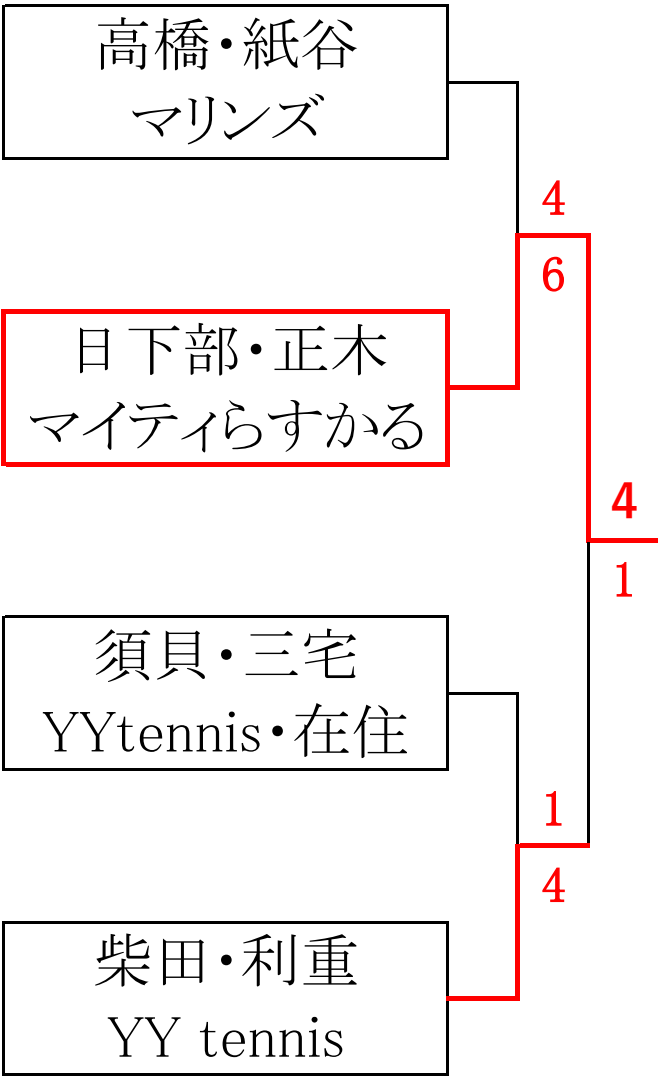 高橋・紙谷
マリンズ
4
6
日下部・正木
マイティらすかる
4
1
須貝・三宅
YYtennis・在住
1
4
柴田・利重
YY tennis